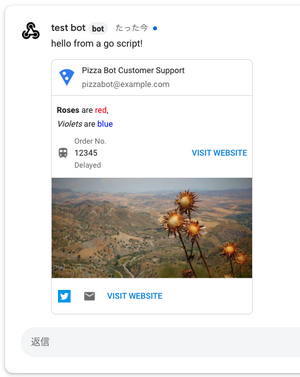 test bot bot たった今
hello from a go script!
Pizza Bot Customer Support
pizzabot@example.com
Roses are red,
Violets are blue
Order No.
12345
VISIT WEBSITE
Delayed
VISIT WEBSITE
返信